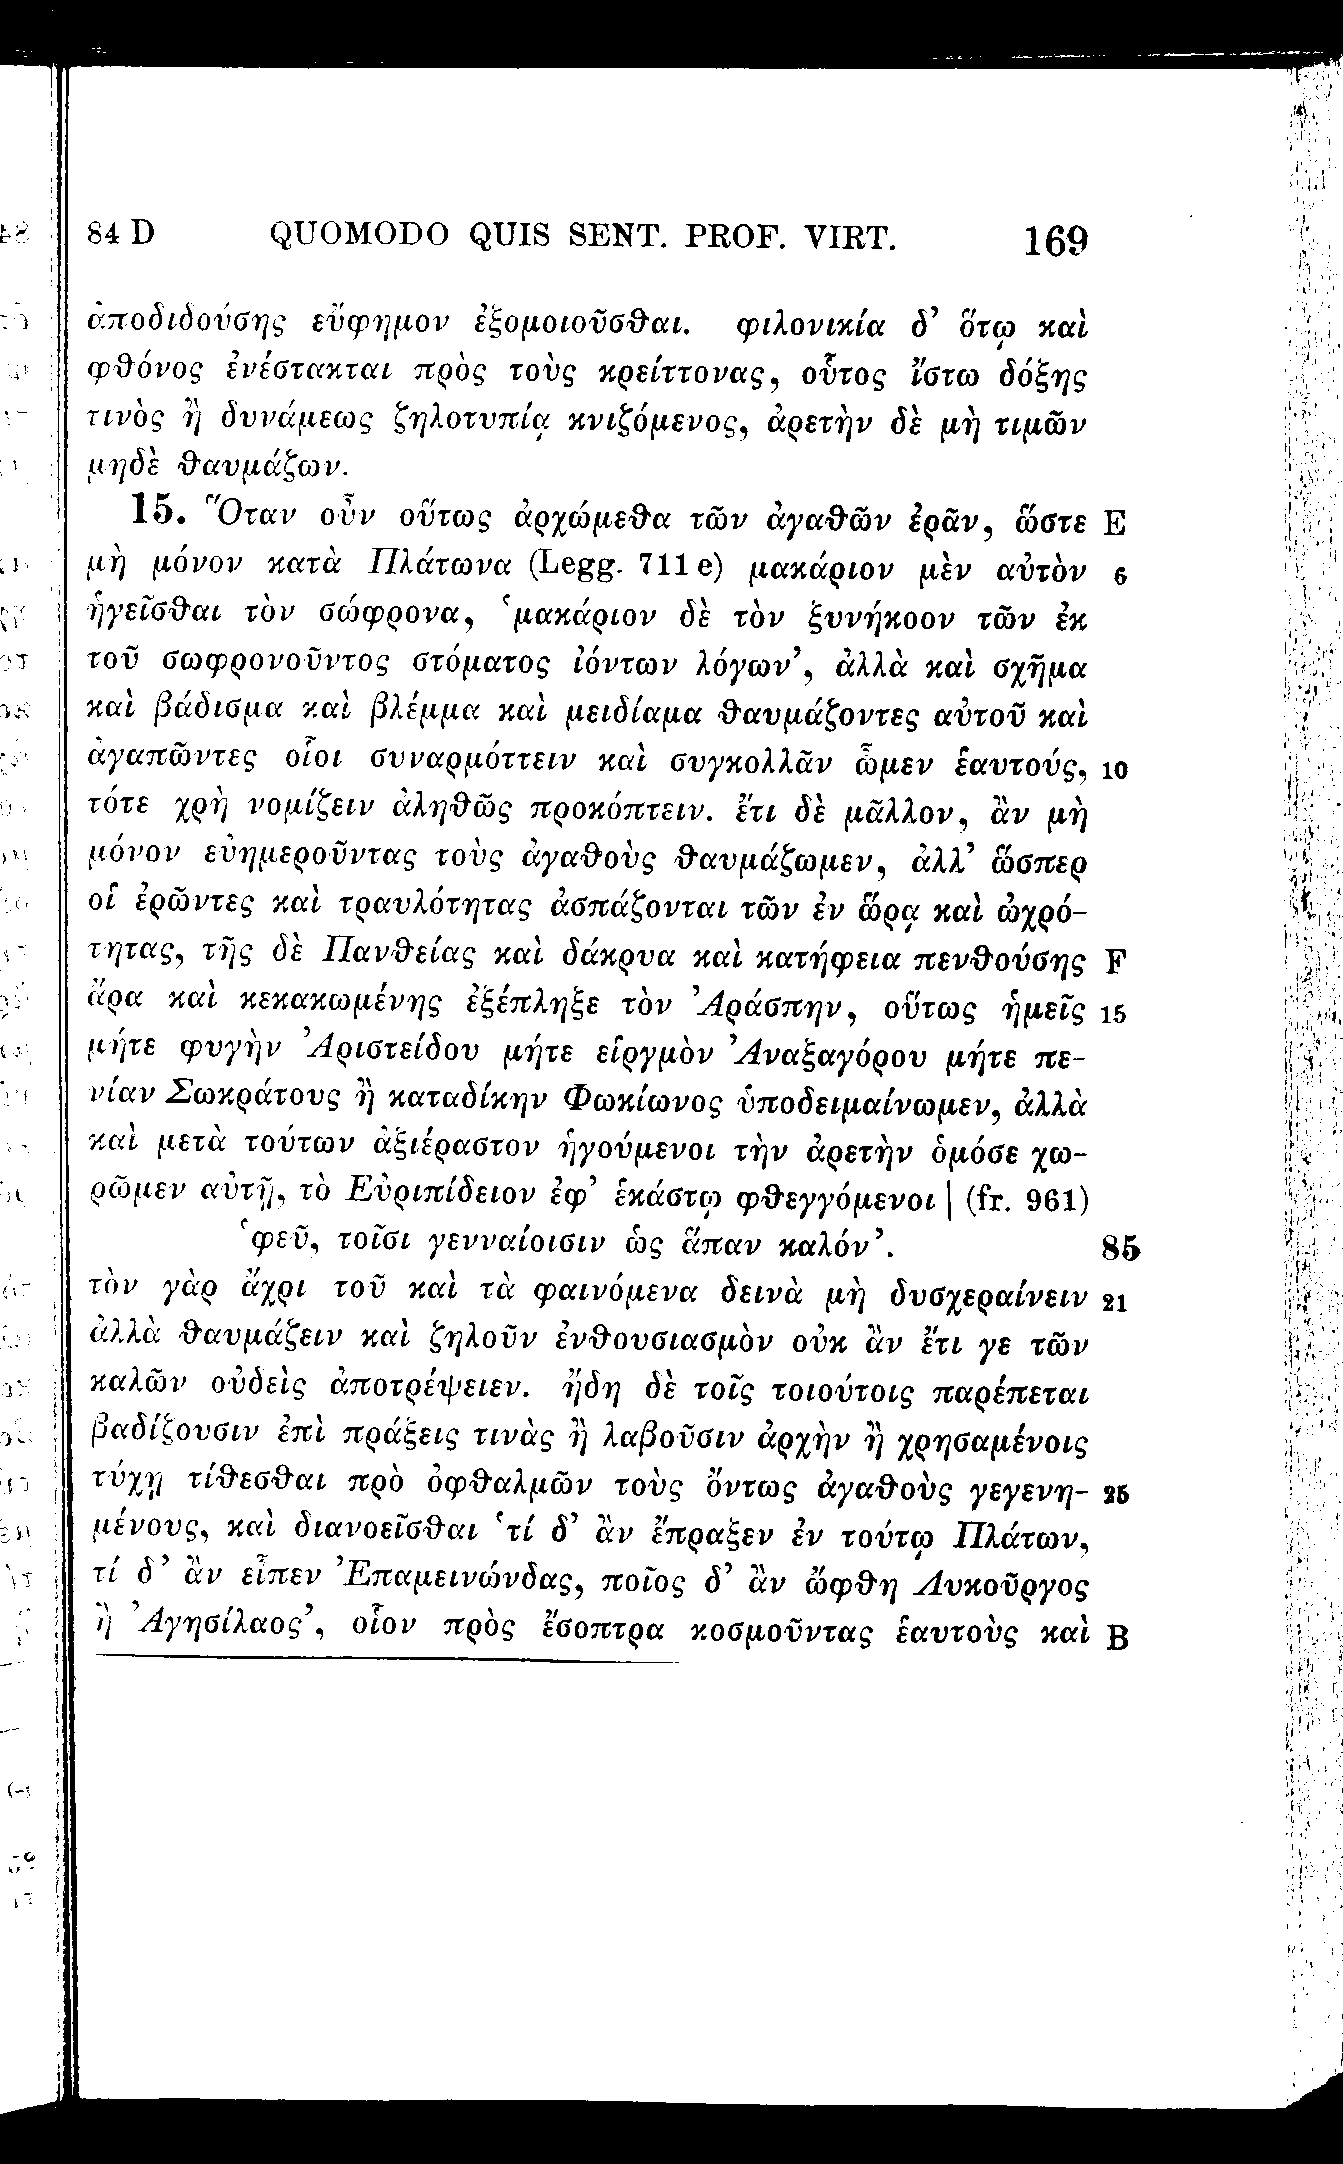 84 D QUOMODO QUIS SENT. PROF. VIRT. 169
ἀποδιδούσης εὔφημον ἐξομοιοῦσθαι. φιλονικία δ’ ὅτῳ καὶ
φθόνος ἐνέστακται πρὸς τοὺς κρείττονας, οὗτος ἴστω δόξης
τινὸς ἢ δυνάμεως ζηλοτυπίᾳ κνιζόμενος, ἀρετὴν δὲ μὴ τιμῶν
μηδὲ θαυμάζων.
15. Ὅταν οὖν οὕτως ἀρχώμεθα τῶν ἀγαθῶν ἐρᾶν, ὥστε E
μὴ μόνον κατὰ Πλάτωνα (Legg. 711 e) μακάριον μὲν αὐτὸν 6
ἡγεῖσθαι τὸν σώφρονα, ‘μακάριον δὲ τὸν ξυνήκοον τῶν ἐκ
τοῦ σωφρονοῦντος στόματος ἰόντων λόγων’, ἀλλὰ καὶ σχῆμα
καὶ βάδισμα καὶ βλέμμα καὶ μειδίαμα θαυμάζοντες αὐτοῦ καὶ
ἀγαπῶντες οἷοι συναρμόττειν καὶ συγκολλᾶν ὦμεν ἑαυτούς, 10
τότε χρὴ νομίζειν ἀληθῶς προκόπτειν. ἔτι δὲ μᾶλλον, ἂν μὴ
μόνον εὐημεροῦντας τοὺς ἀγαθοὺς θαυμάζωμεν, ἀλλ’ ὥσπερ
οἱ ἐρῶντες καὶ τραυλότητας ἀσπάζονται τῶν ἐν ὥρᾳ καὶ ὠχρό-
τητας, τῆς δὲ Πανθείας καὶ δάκρυα καὶ κατήφεια πενθούσης F
ἄρα καὶ κεκακωμένης ἐξέπληξε τὸν Ἀράσπην, οὕτως ἡμεῖς 15
μήτε φυγὴν Ἀριστείδου μήτε εἱργμὸν Ἀναξαγόρου μήτε πε-
νίαν Σωκράτους ἢ καταδίκην Φωκίωνος ὑποδειμαίνωμεν, ἀλλὰ
καὶ μετὰ τούτων ἀξιέραστον ἡγούμενοι τὴν ἀρετὴν ὁμόσε χω-
ρῶμεν αὐτῇ, τὸ Εὐριπίδειον ἐφ’ ἑκάστῳ φθεγγόμενοι | (fr. 961)
‘φεῦ, τοῖσι γενναίοισιν ὡς ἅπαν καλόν’. 85
τὸν γὰρ ἄχρι τοῦ καὶ τὰ φαινόμενα δεινὰ μὴ δυσχεραίνειν 21
ἀλλὰ θαυμάζειν καὶ ζηλοῦν ἐνθουσιασμὸν οὐκ ἂν ἔτι γε τῶν
καλῶν οὐδεὶς ἀποτρέψειεν. ἤδη δὲ τοῖς τοιούτοις παρέπεται
βαδίζουσιν ἐπὶ πράξεις τινὰς ἢ λαβοῦσιν ἀρχὴν ἢ χρησαμένοις
τύχῃ τίθεσθαι πρὸ ὀφθαλμῶν τοὺς ὄντως ἀγαθοὺς γεγενη- 25
μένους, καὶ διανοεῖσθαι ‘τί δ’ ἂν ἔπραξεν ἐν τούτῳ Πλάτων,
τί δ’ ἂν εἶπεν Ἐπαμεινώνδας, ποῖος δ’ ἂν ὤφθη Λυκοῦργος
ἢ Ἀγησίλαος’, οἷον πρὸς ἔσοπτρα κοσμοῦντας ἑαυτοὺς καὶ B